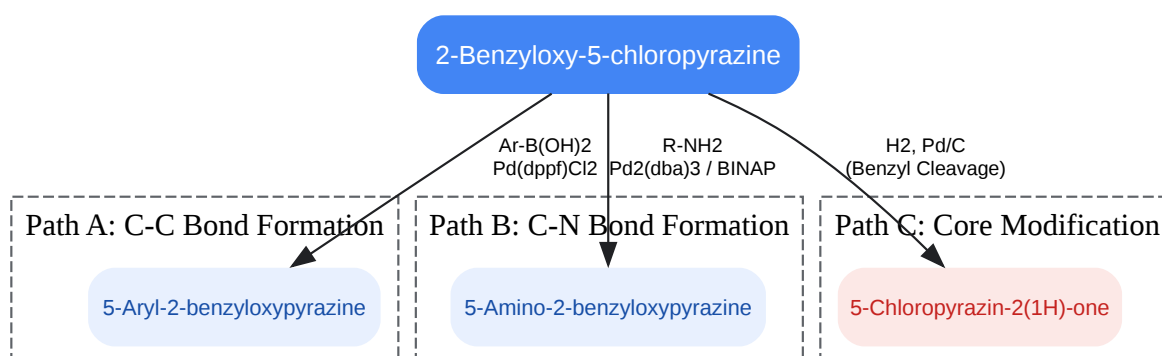 2-Benzyloxy-5-chloropyrazine
Ar-B(OH)2
Pd(dppf)Cl2
R-NH2
Pd2(dba)3 / BINAP
H2, Pd/C
(Benzyl Cleavage)
Path A: C-C Bond Formation
Path B: C-N Bond Formation
Path C: Core Modification
5-Aryl-2-benzyloxypyrazine
5-Amino-2-benzyloxypyrazine
5-Chloropyrazin-2(1H)-one